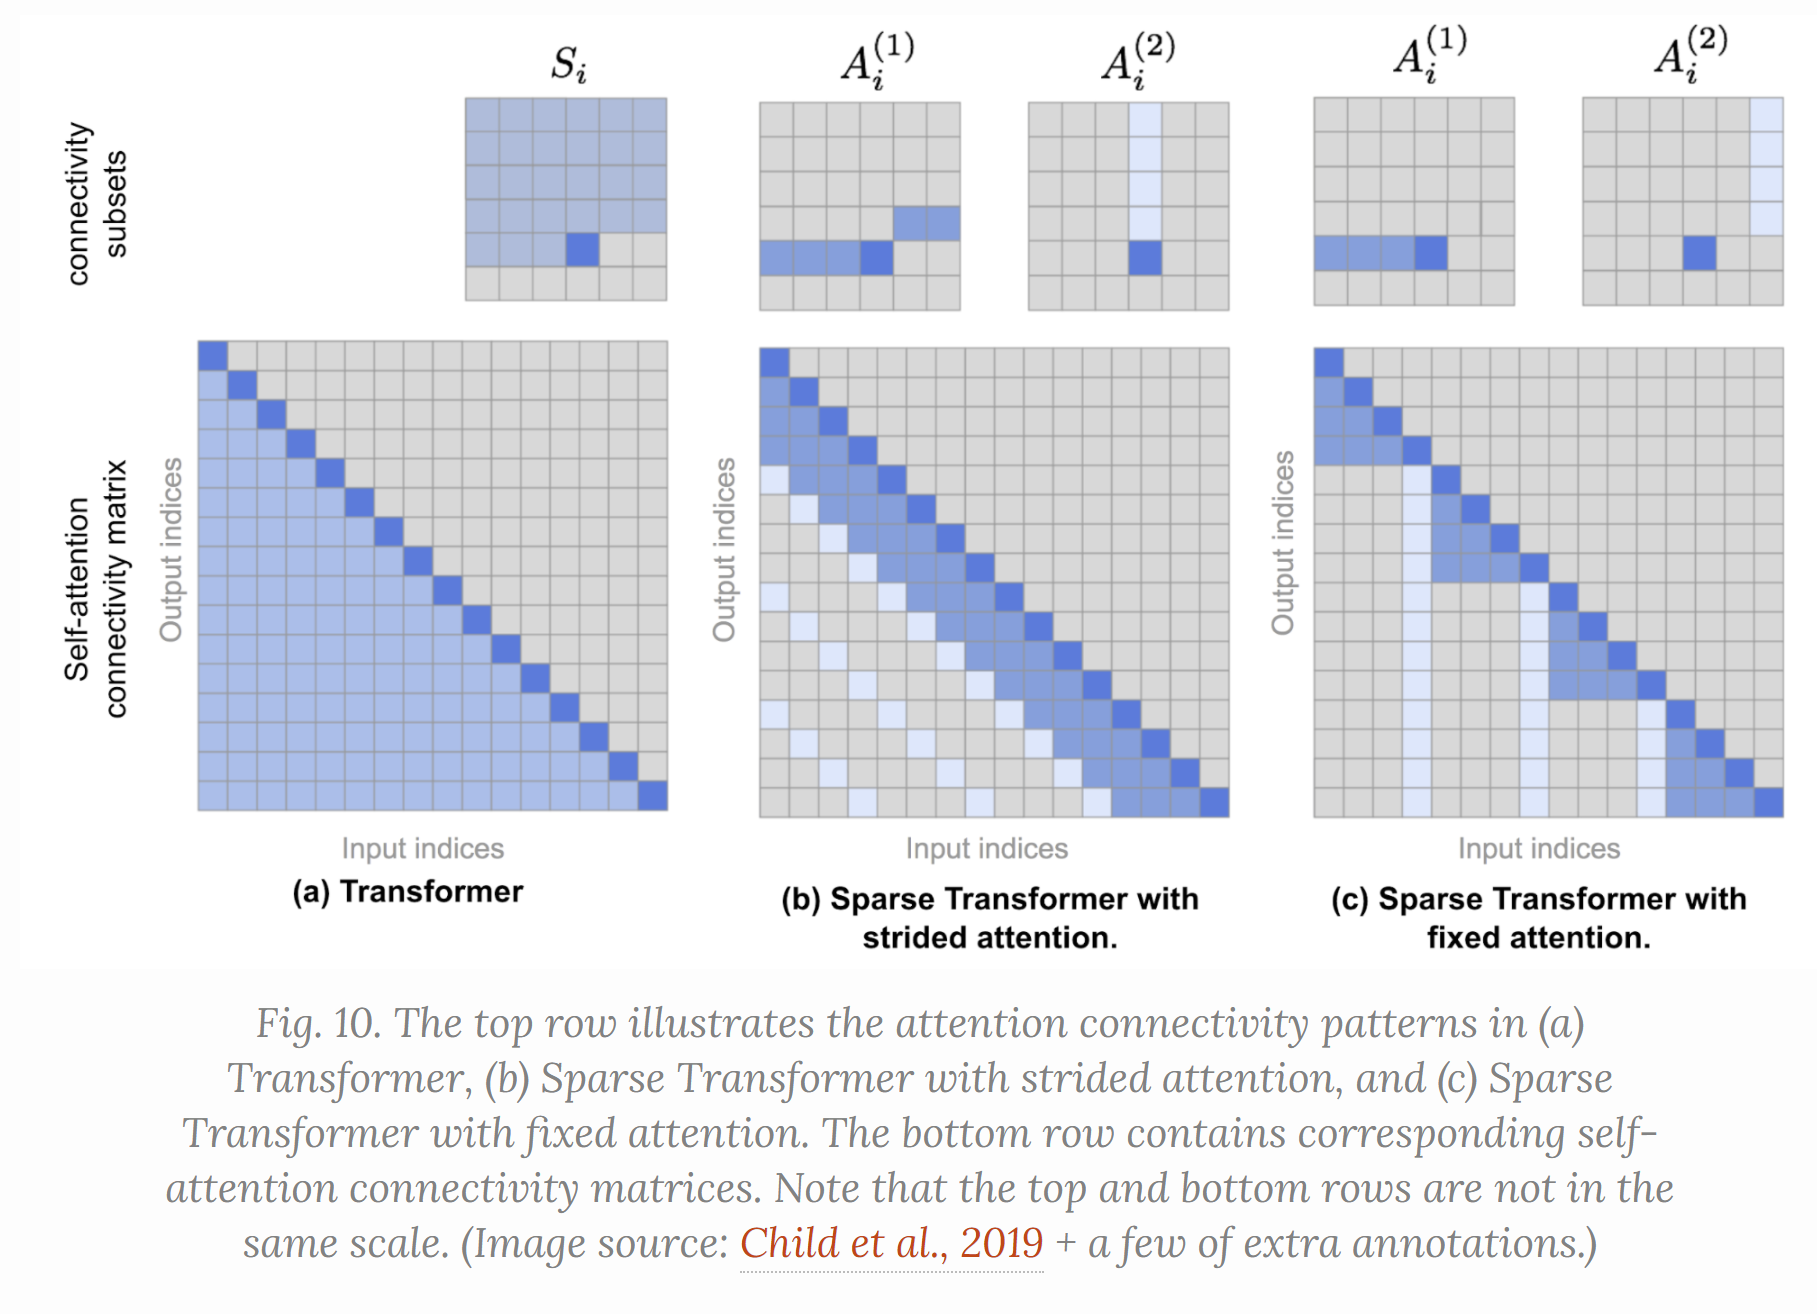 S_i
A_i^(1)
A_i^(2)
A_i^(1)
A_i^(2)
connectivity
subsets
Self-attention
connectivity matrix
Output indices
Output indices
Output indices
Input indices
Input indices
Input indices
(a) Transformer
(b) Sparse Transformer with
strided attention.
(c) Sparse Transformer with
fixed attention.
Fig. 10. The top row illustrates the attention connectivity patterns in (a)
Transformer, (b) Sparse Transformer with strided attention, and (c) Sparse
Transformer with fixed attention. The bottom row contains corresponding self-
attention connectivity matrices. Note that the top and bottom rows are not in the
same scale. (Image source: Child et al., 2019 + a few of extra annotations.)